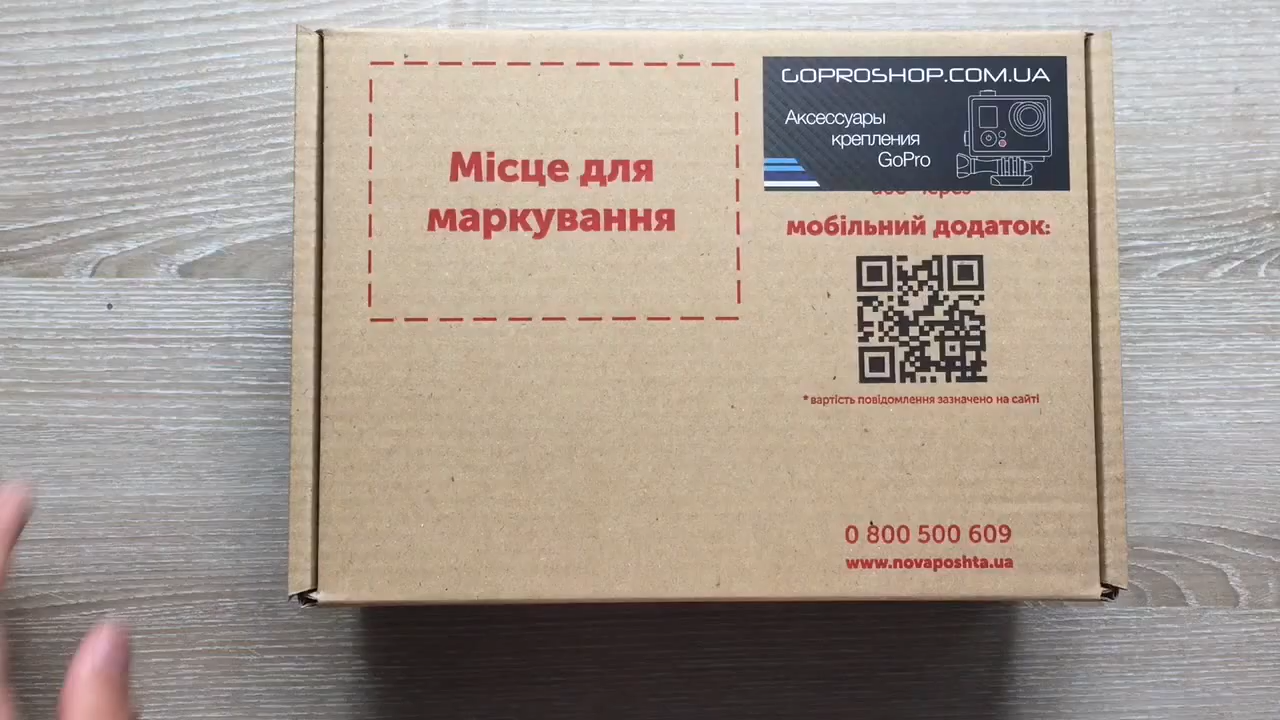 Місце для
маркування
GOPROSHOP.COM.UA
Аксессуары
крепления
GoPro
мобільний додаток:
* вартість повідомлення зазначено на сайті
0 800 500 609
www.novaposhta.ua